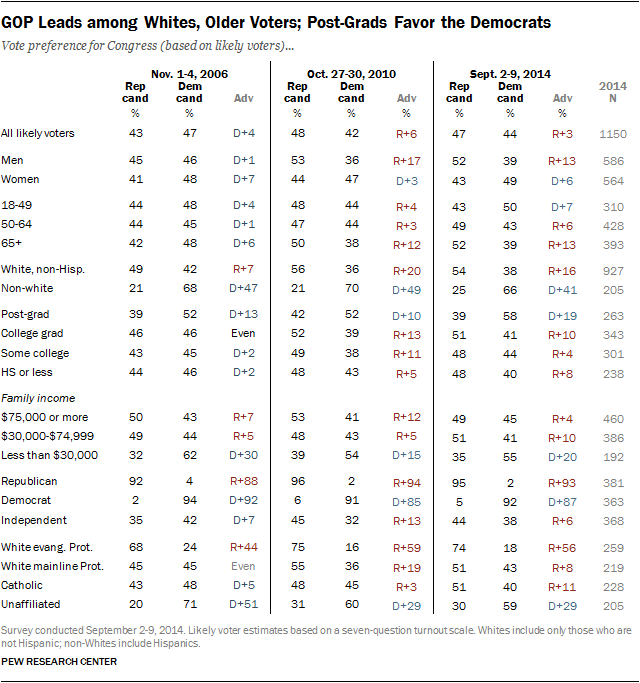 GOP Leads among Whites, Older Voters; Post-Grads Favor the Democrats
Vote preference for Congress (based on likely voters)...
Nov. 1-4, 2006 Oct. 27-30, 2010 Sept. 2-9, 2014
Rep cand Dem cand Adv Rep cand Dem cand Adv Rep cand Dem cand Adv 2014 N
% % % % % %
All likely voters 43 47 D+4 48 42 R+6 47 44 R+3 1150
Men 45 46 D+1 53 36 R+17 52 39 R+13 586
Women 41 48 D+7 44 47 D+3 43 49 D+6 564
18-49 44 48 D+4 48 44 R+4 43 50 D+7 310
50-64 44 45 D+1 47 44 R+3 49 43 R+6 428
65+ 42 48 D+6 50 38 R+12 52 39 R+13 393
White, non-Hisp. 49 42 R+7 56 36 R+20 54 38 R+16 927
Non-white 21 68 D+47 21 70 D+49 25 66 D+41 205
Post-grad 39 52 D+13 42 52 D+10 39 58 D+19 263
College grad 46 46 Even 52 39 R+13 51 41 R+10 343
Some college 43 45 D+2 49 38 R+11 48 44 R+4 301
HS or less 44 46 D+2 48 43 R+5 48 40 R+8 238
Family income
$75,000 or more 50 43 R+7 53 41 R+12 49 45 R+4 460
$30,000-$74,999 49 44 R+5 48 43 R+5 51 41 R+10 386
Less than $30,000 32 62 D+30 39 54 D+15 35 55 D+20 192
Republican 92 4 R+88 96 2 R+94 95 2 R+93 381
Democrat 2 94 D+92 6 91 D+85 5 92 D+87 363
Independent 35 42 D+7 45 32 R+13 44 38 R+6 368
White evang. Prot. 68 24 R+44 75 16 R+59 74 18 R+56 259
White mainline Prot. 45 45 Even 55 36 R+19 51 43 R+8 219
Catholic 43 48 D+5 48 45 R+3 51 40 R+11 228
Unaffiliated 20 71 D+51 31 60 D+29 30 59 D+29 205
Survey conducted September 2-9, 2014. Likely voter estimates based on a seven-question turnout scale. Whites include only those who are
not Hispanic; non-Whites include Hispanics.
PEW RESEARCH CENTER